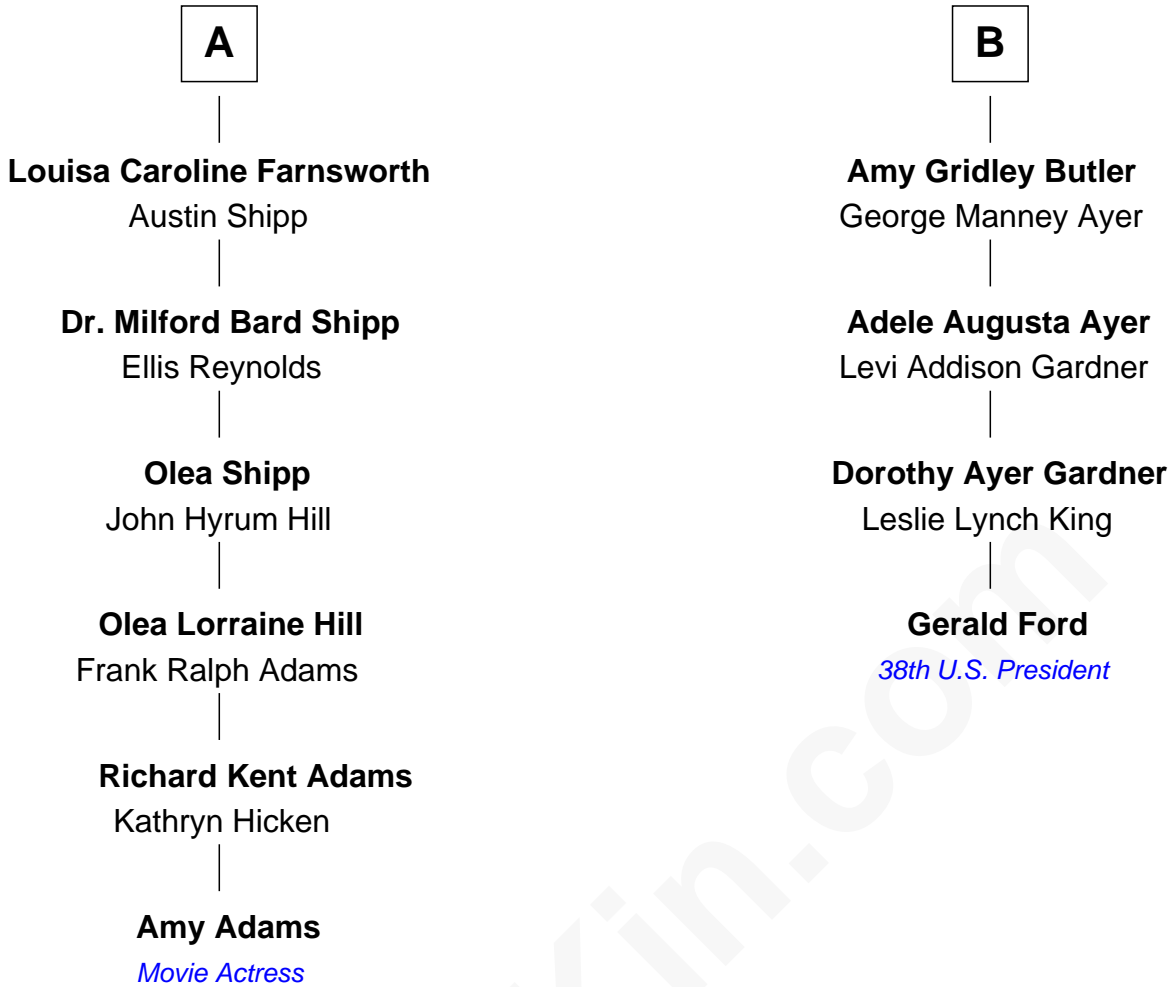 A
Louisa Caroline Farnsworth
Austin Shipp
Dr. Milford Bard Shipp
Ellis Reynolds
Olea Shipp
John Hyrum Hill
Olea Lorraine Hill
Frank Ralph Adams
Richard Kent Adams
Kathryn Hicken
Amy Adams
Movie Actress
B
Amy Gridley Butler
George Manney Ayer
Adele Augusta Ayer
Levi Addison Gardner
Dorothy Ayer Gardner
Leslie Lynch King
Gerald Ford
38th U.S. President
Kin.com